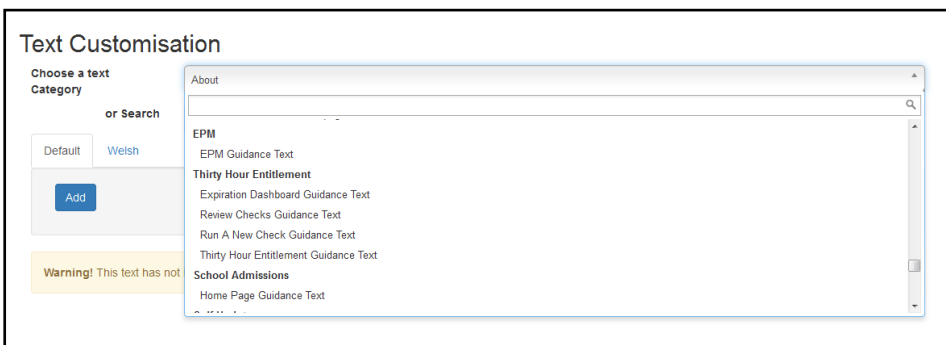 Text Customisation
Choose a text
Category
About
or Search
EPM
EPM Guidance Text
Default
Welsh
Thirty Hour Entitlement
Expiration Dashboard Guidance Text
Add
Review Checks Guidance Text
Run A New Check Guidance Text
Thirty Hour Entitlement Guidance Text
Warning! This text has not
School Admissions
Home Page Guidance Text